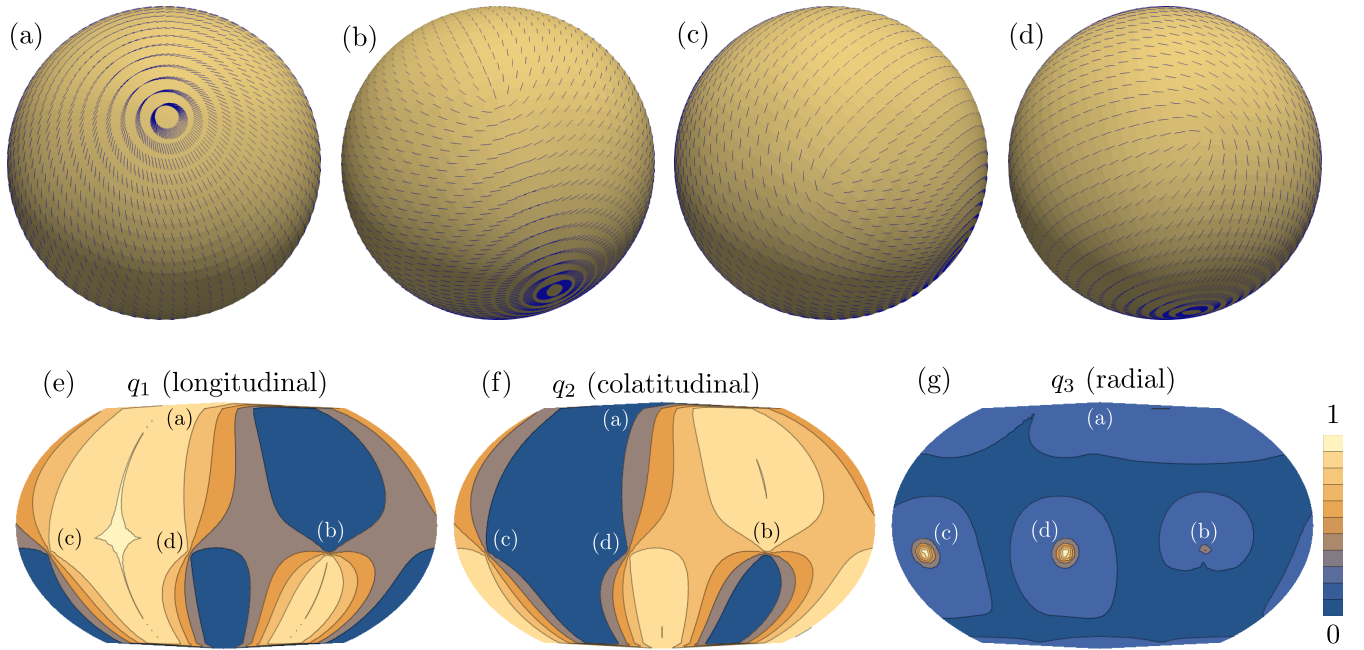 (a)
(b)
(c)
(d)
(e) q₁ (longitudinal)
(f) q₂ (colatitudinal)
(g) q₃ (radial)
(a)
(c)
(d)
(b)
(a)
(c)
(d)
(b)
(a)
(c)
(d)
(b)
1
0